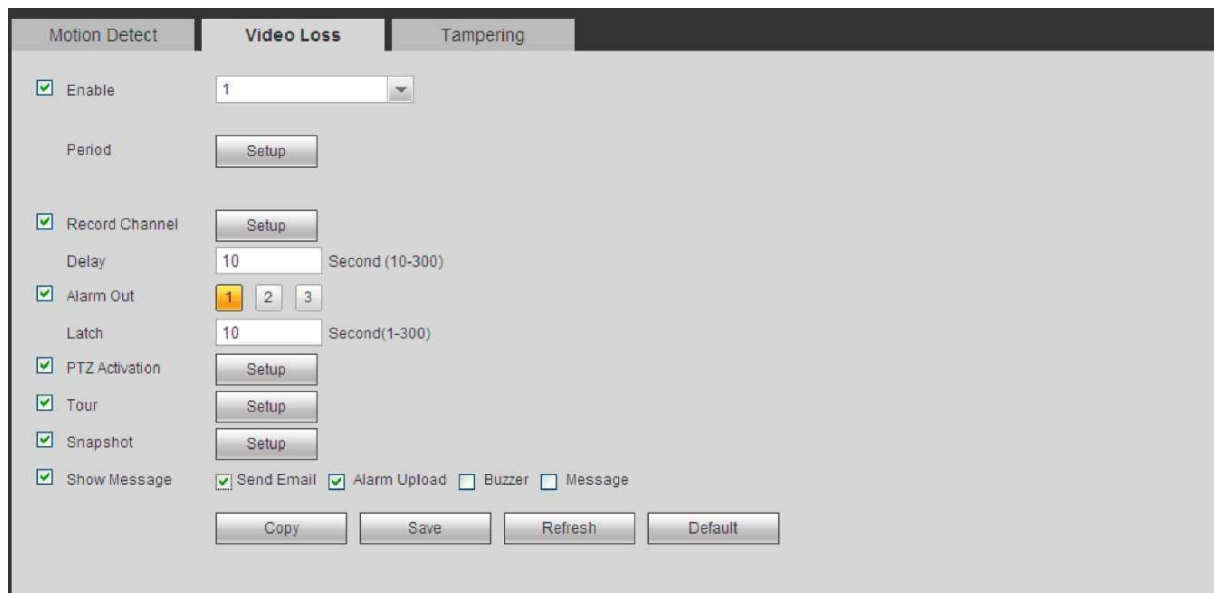 Motion Detect Video Loss Tampering
Enable 1
Period Setup
Record Channel Setup
Delay 10 Second (10-300)
Alarm Out 1 2 3
Latch 10 Second(1-300)
PTZ Activation Setup
Tour Setup
Snapshot Setup
Show Message Send Email Alarm Upload Buzzer Message
Copy Save Refresh Default